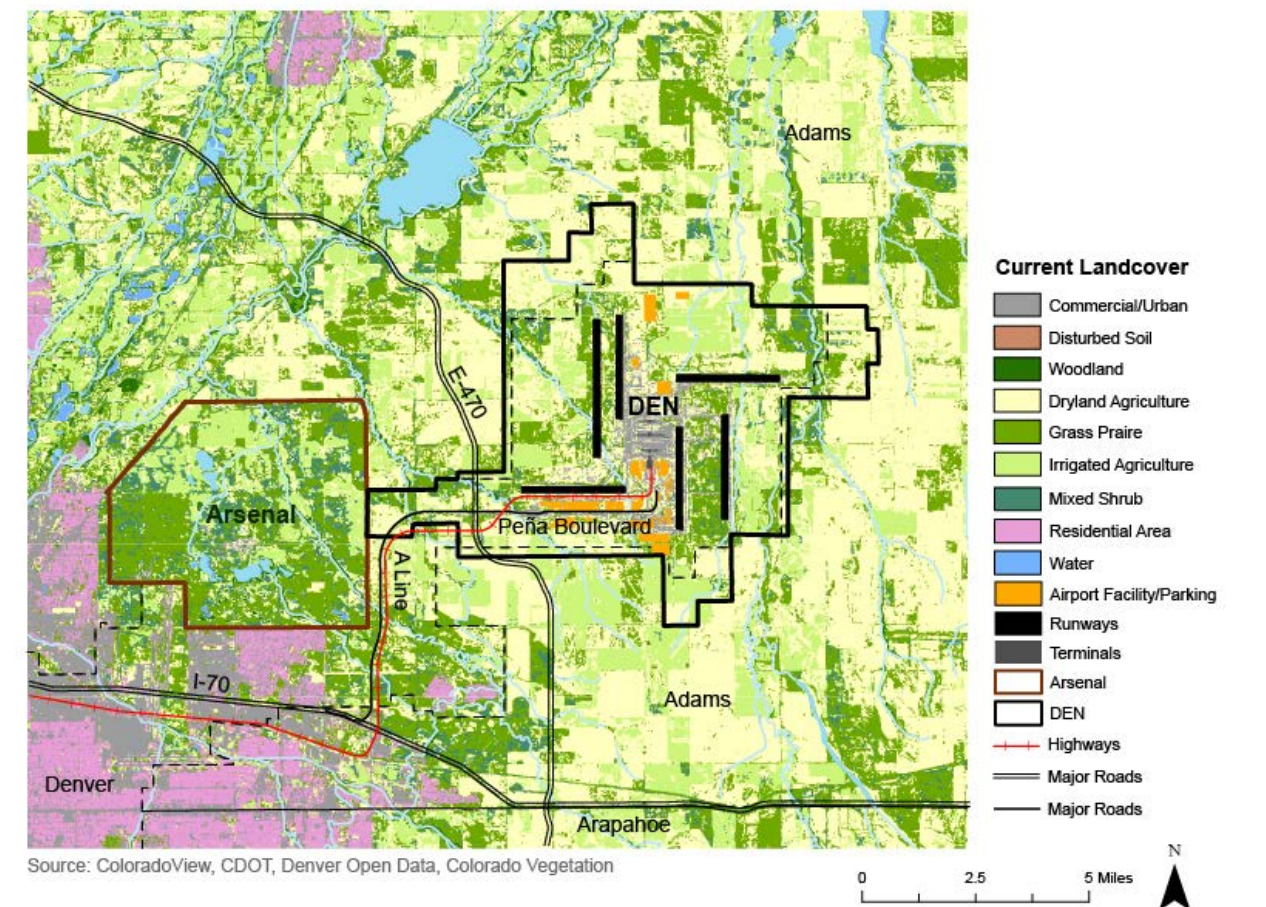 Adams
E-470
DEN
Arsenal
Peña Boulevard
A Line
I-70
Adams
Denver
Arapahoe
Source: ColoradoView, CDOT, Denver Open Data, Colorado Vegetation
Current Landcover
Commercial/Urban
Disturbed Soil
Woodland
Dryland Agriculture
Grass Praire
Irrigated Agriculture
Mixed Shrub
Residential Area
Water
Airport Facility/Parking
Runways
Terminals
Arsenal
DEN
Highways
Major Roads
Major Roads
N
0 2.5 5 Miles